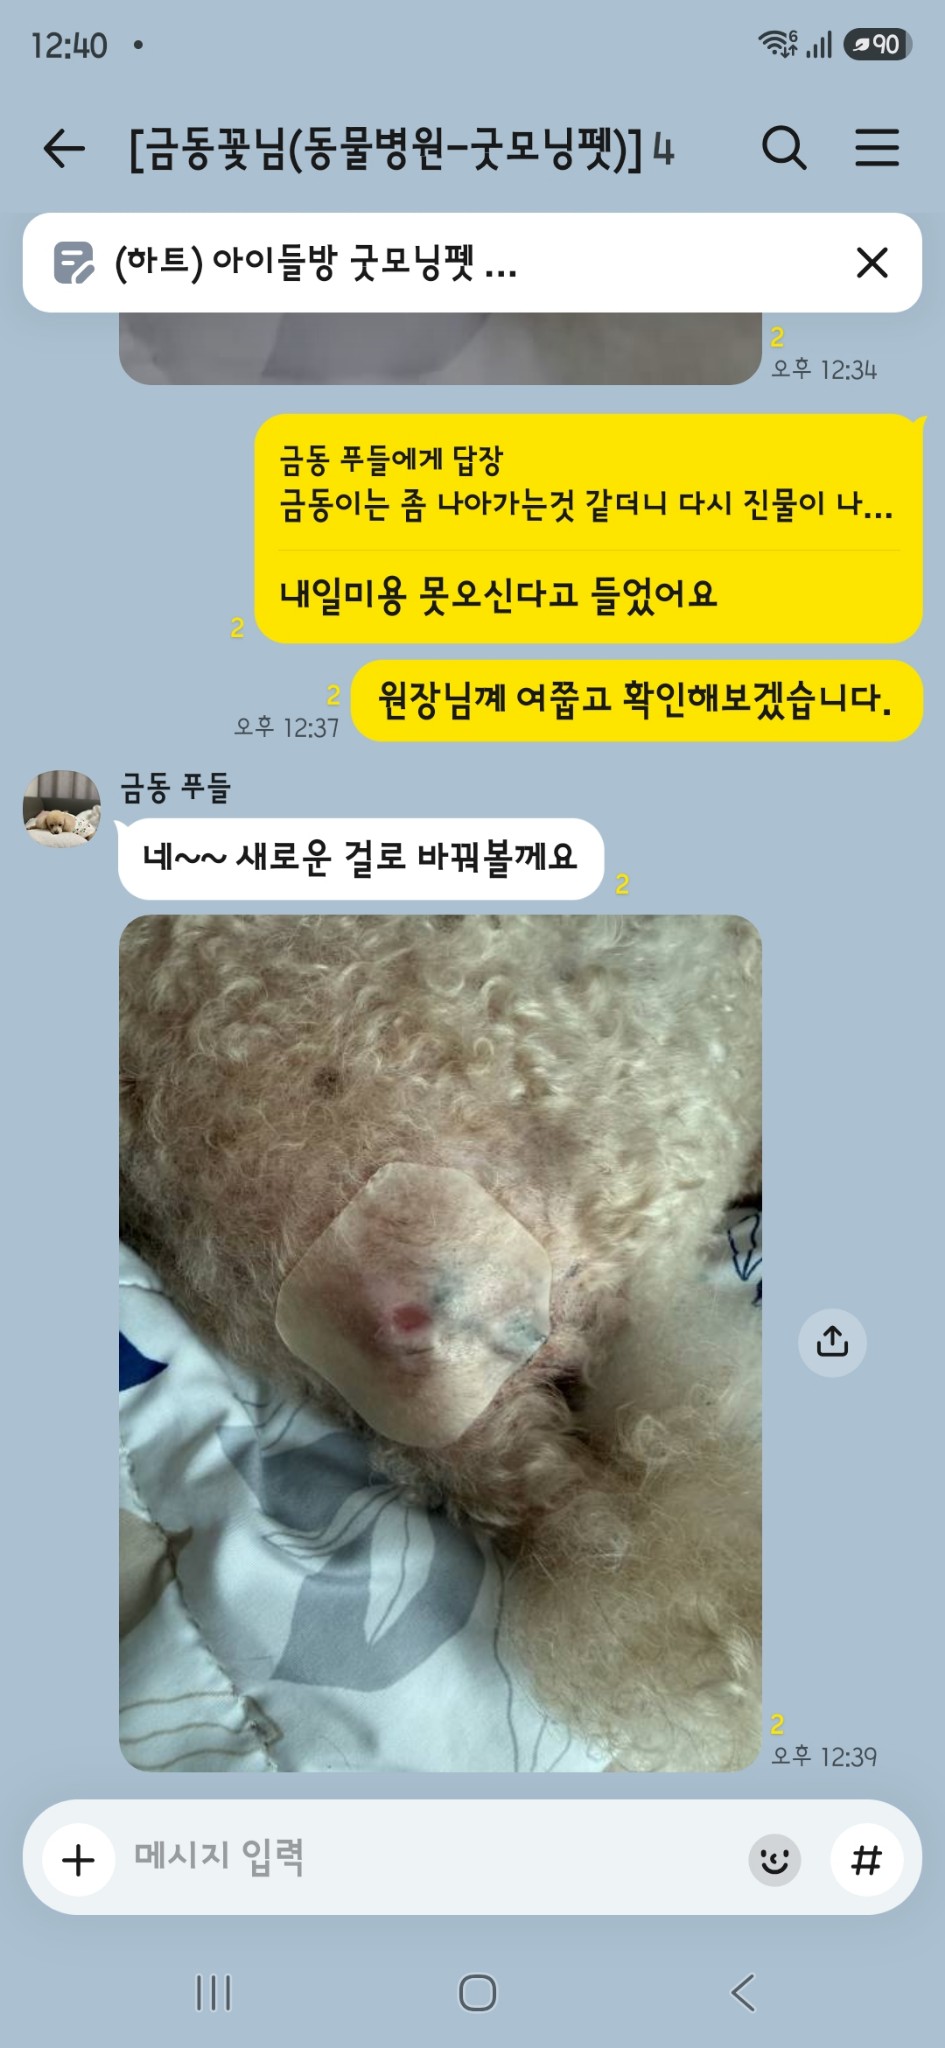 12:40
6
90
[금동꽃님(동물병원-굿모닝펫)] 4
(하트) 아이들방 굿모닝펫 ...
2
오후 12:34
금동 푸들에게 답장
금동이는 좀 나아가는것 같더니 다시 진물이 나...
내일미용 못오신다고 들었어요
2
원장님꼐 여쭙고 확인해보겠습니다.
2
오후 12:37
금동 푸들
네~~ 새로운 걸로 바꿔볼께요
2
2
오후 12:39
메시지 입력
#